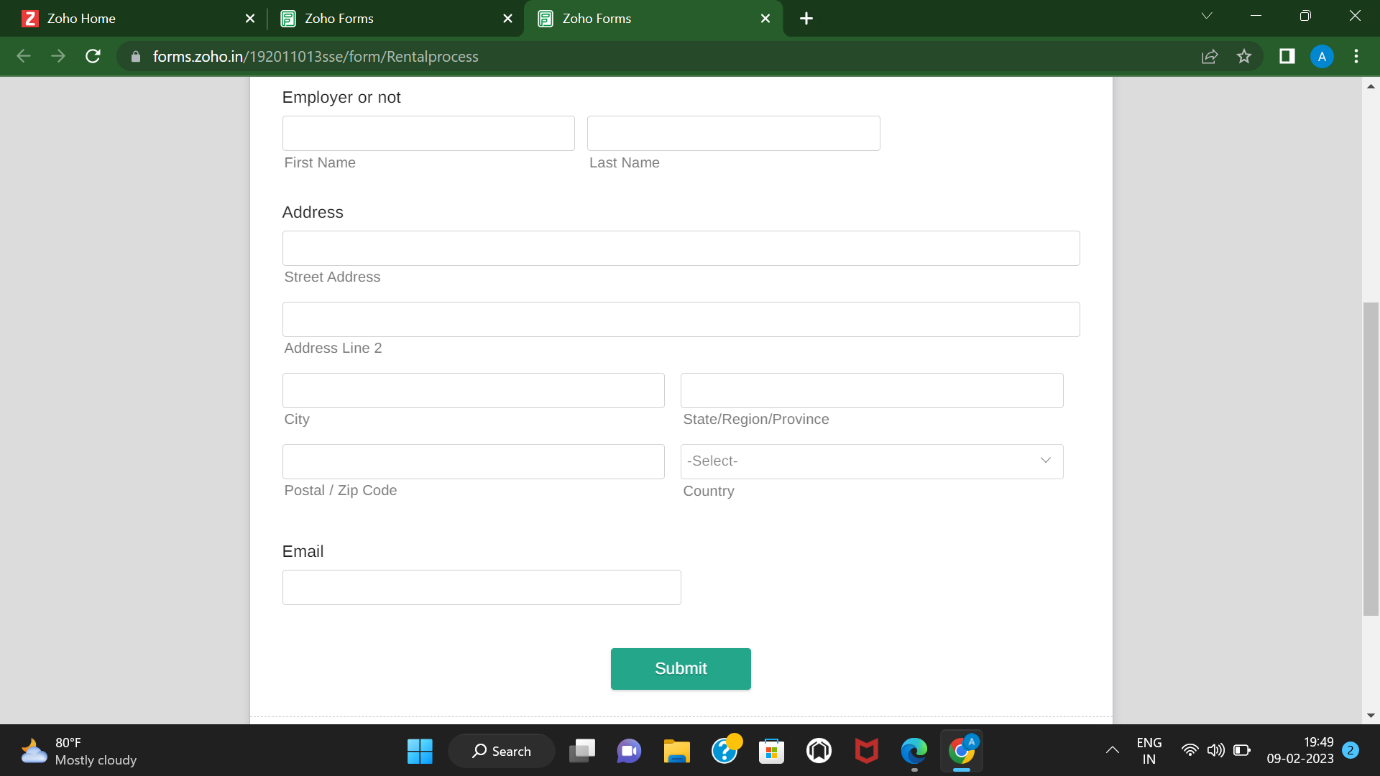 Zoho Home
Zoho Forms
Zoho Forms
forms.zoho.in/192011013sse/form/Rentalprocess
A
Employer or not
First Name Last Name
Address
Street Address
Address Line 2
City State/Region/Province
-Select-
Postal / Zip Code Country
Email
Submit
80°F
Mostly cloudy
Search
A
ENG
IN
19:49
09-02-2023
2